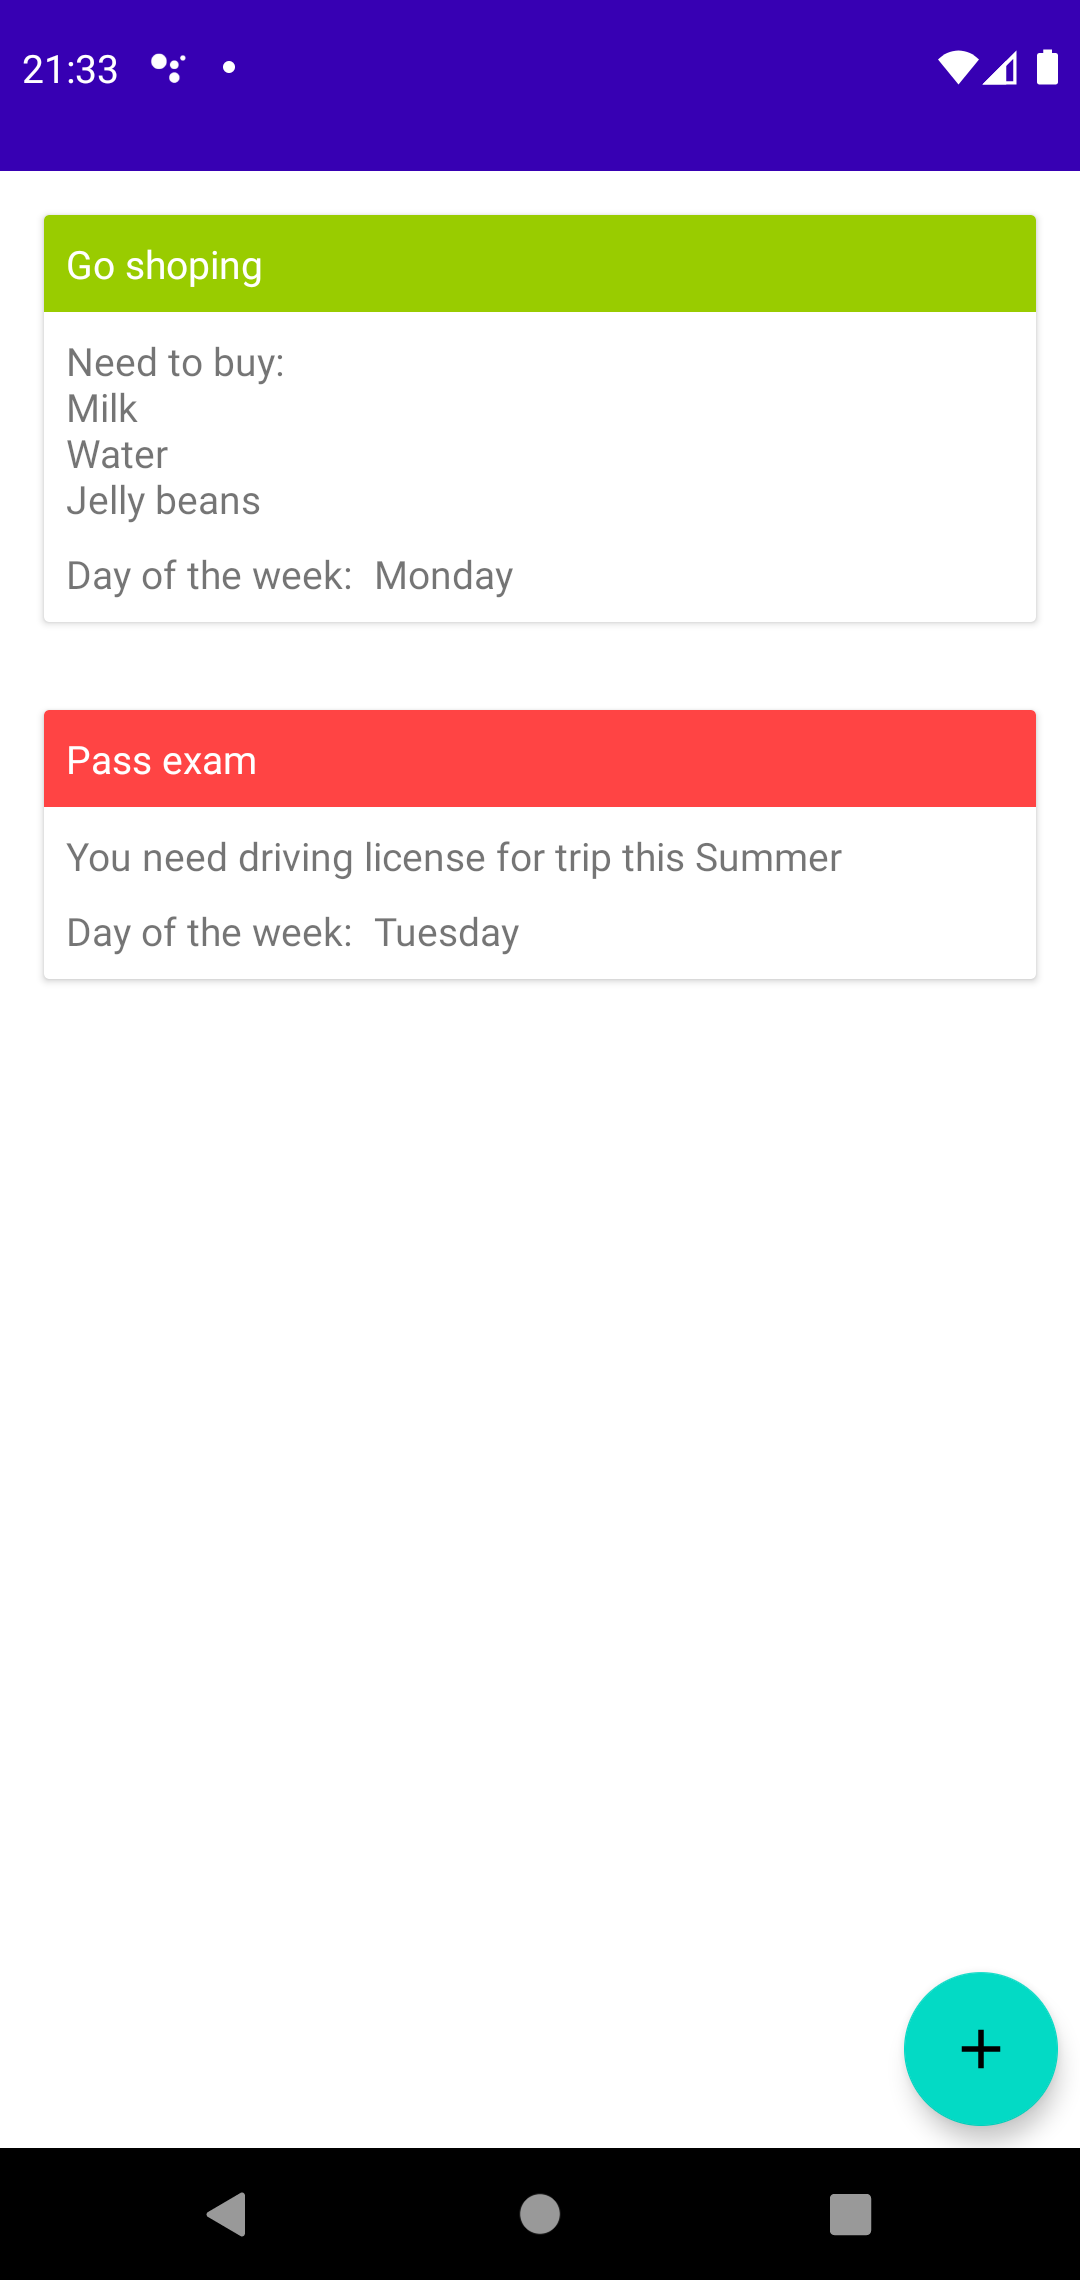 21:33
Go shoping
Need to buy:
Milk
Water
Jelly beans
Day of the week: Monday
Pass exam
You need driving license for trip this Summer
Day of the week: Tuesday